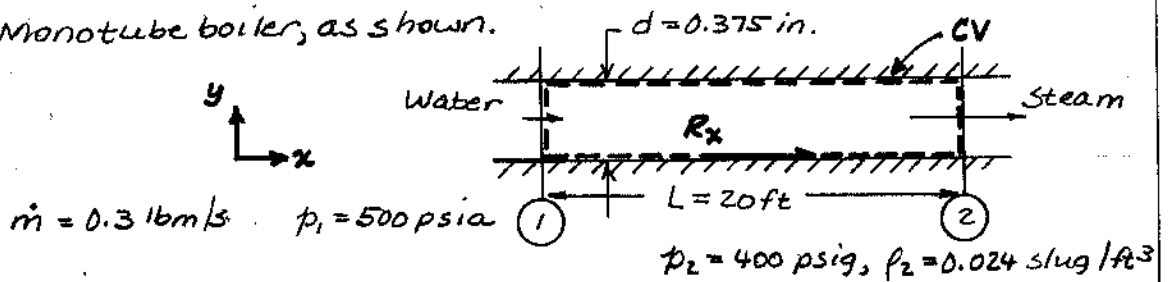 Monotube boiler, as shown.
d = 0.375 in.
CV
y
x
Water
Rx
Steam
L = 20 ft
ṁ = 0.3 lbm/s. p₁ = 500 psia
1
2
p₂ = 400 psig, ρ₂ = 0.024 slug/ft³